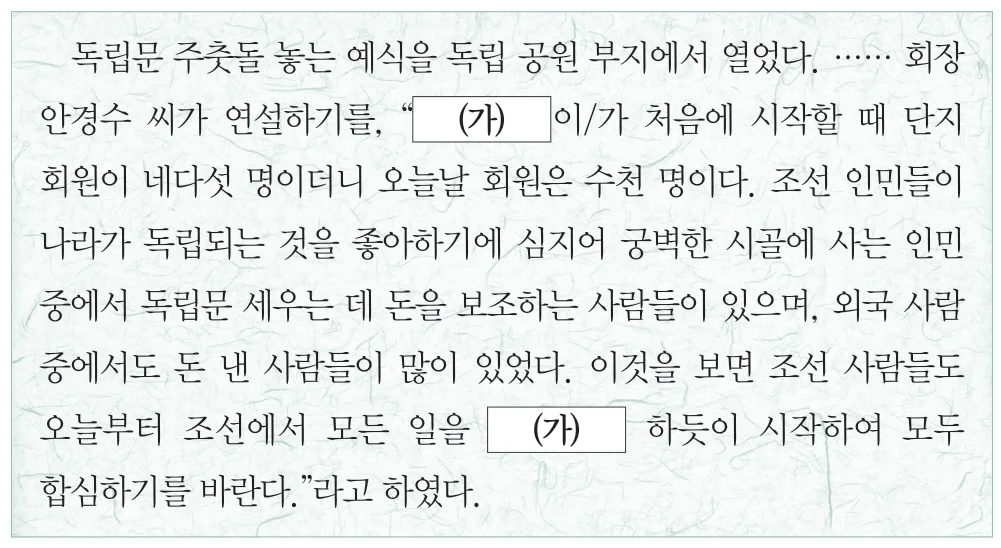 독립문 주춧돌 놓는 예식을 독립 공원 부지에서 열었다. …… 회장
안경수 씨가 연설하기를, “(가)이/가 처음에 시작할 때 단지
회원이 네다섯 명이더니 오늘날 회원은 수천 명이다. 조선 인민들이
나라가 독립되는 것을 좋아하기에 심지어 궁벽한 시골에 사는 인민
중에서 독립문 세우는 데 돈을 보조하는 사람들이 있으며, 외국 사람
중에서도 돈 낸 사람들이 많이 있었다. 이것을 보면 조선 사람들도
오늘부터 조선에서 모든 일을 (가) 하듯이 시작하여 모두
합심하기를 바란다.”라고 하였다.